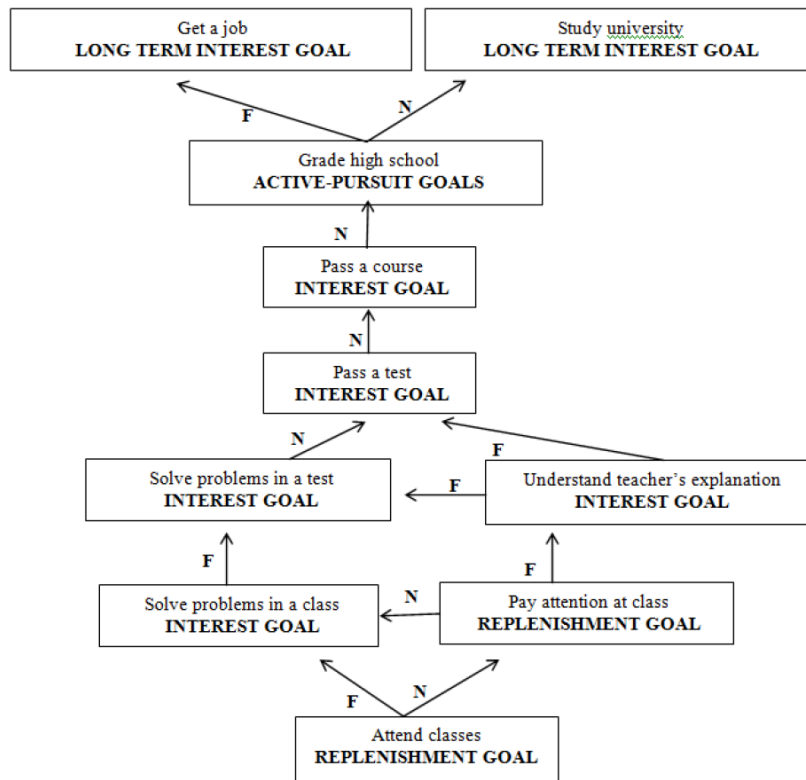 Get a job
LONG TERM INTEREST GOAL
Study university
LONG TERM INTEREST GOAL
F
N
Grade high school
ACTIVE-PURSUIT GOALS
N
Pass a course
INTEREST GOAL
N
Pass a test
INTEREST GOAL
N
F
Solve problems in a test
INTEREST GOAL
F
Understand teacher's explanation
INTEREST GOAL
F
F
Solve problems in a class
INTEREST GOAL
N
Pay attention at class
REPLENISHMENT GOAL
F
N
Attend classes
REPLENISHMENT GOAL